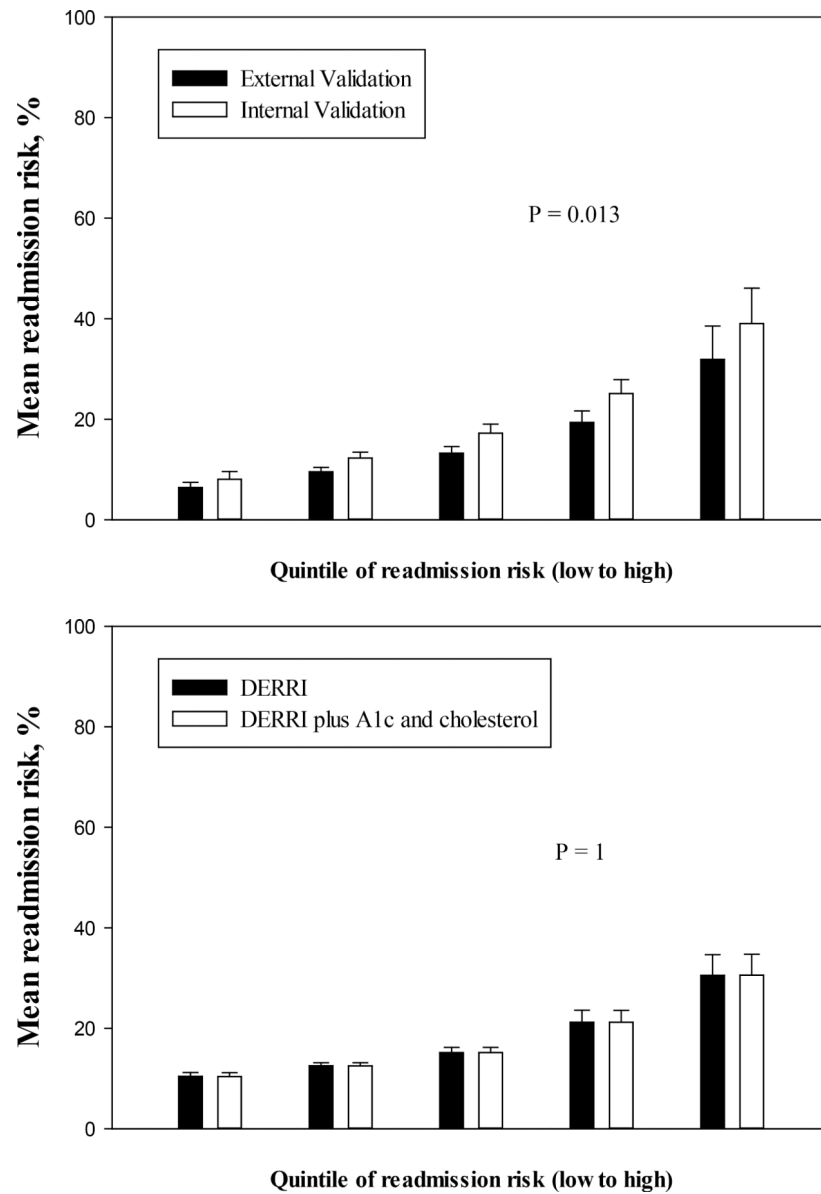 Mean readmission risk, %
100
80
60
40
20
0
External Validation
Internal Validation
P = 0.013
Quintile of readmission risk (low to high)
Mean readmission risk, %
100
80
60
40
20
0
DERRI
DERRI plus A1c and cholesterol
P = 1
Quintile of readmission risk (low to high)